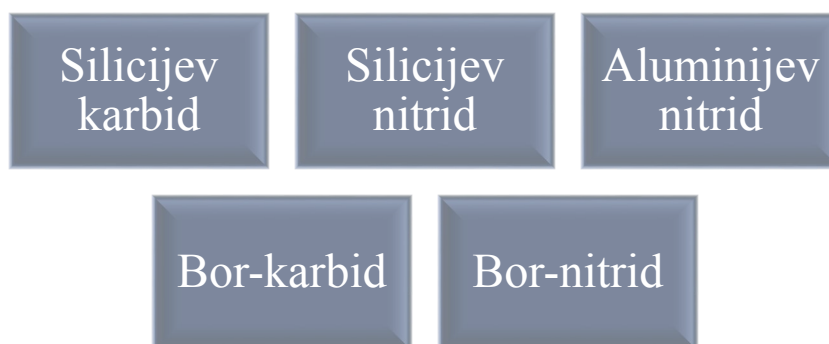 Silicijev
karbid
Silicijev
nitrid
Aluminijev
nitrid
Bor-karbid
Bor-nitrid